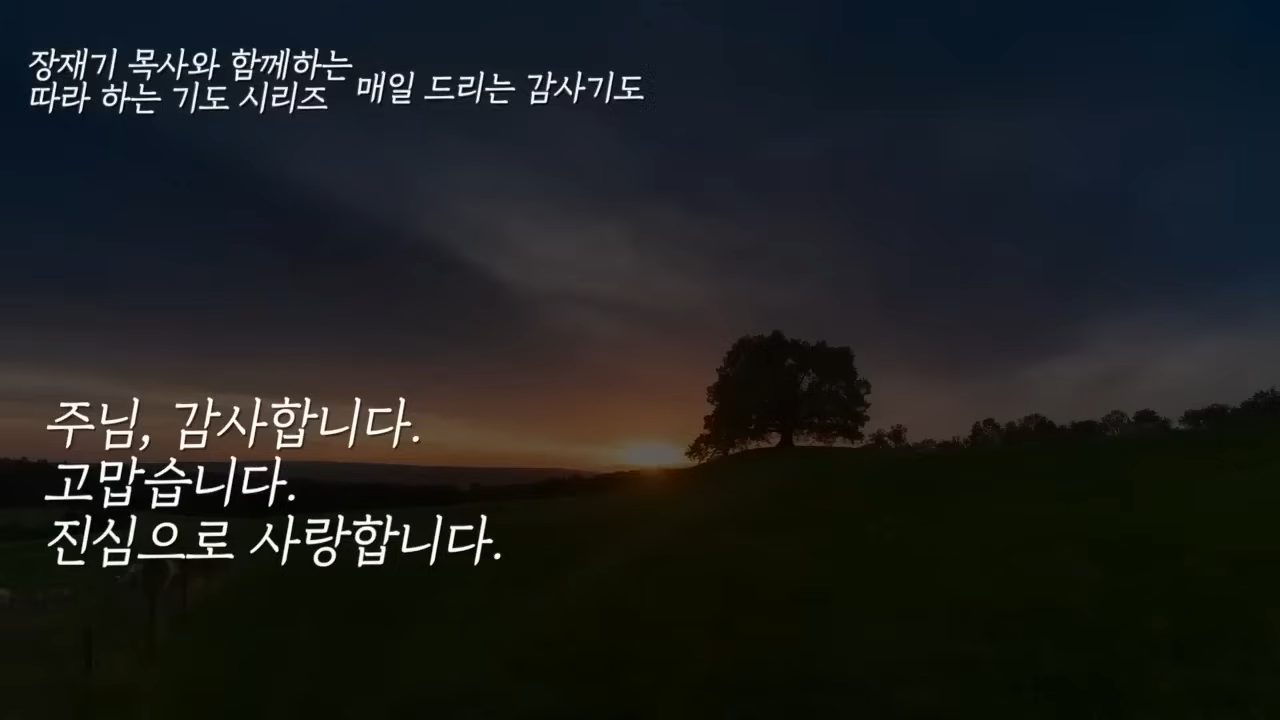 장재기 목사와 함께하는
따라 하는 기도 시리즈
매일 드리는 감사기도
주님, 감사합니다.
고맙습니다.
진심으로 사랑합니다.